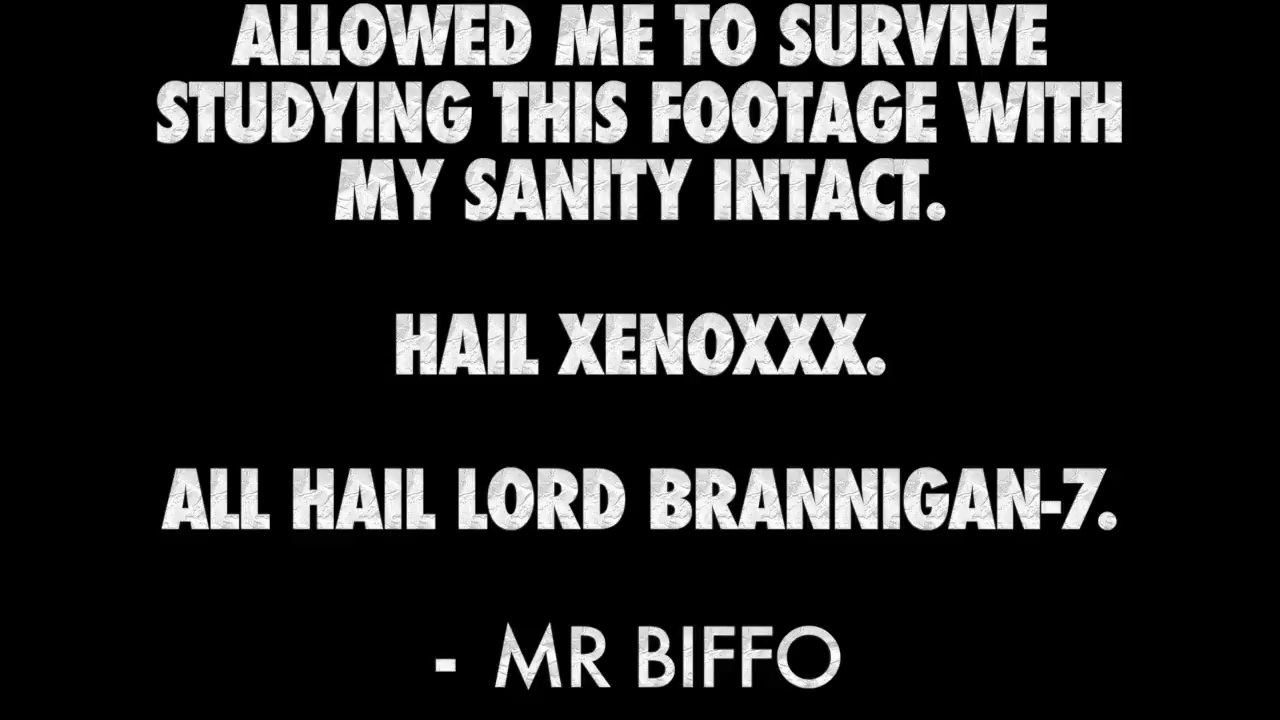 ALLOWED ME TO SURVIVE
STUDYING THIS FOOTAGE WITH
MY SANITY INTACT.
HAIL XENOXXX.
ALL HAIL LORD BRANNIGAN-7.
- MR BIFFO